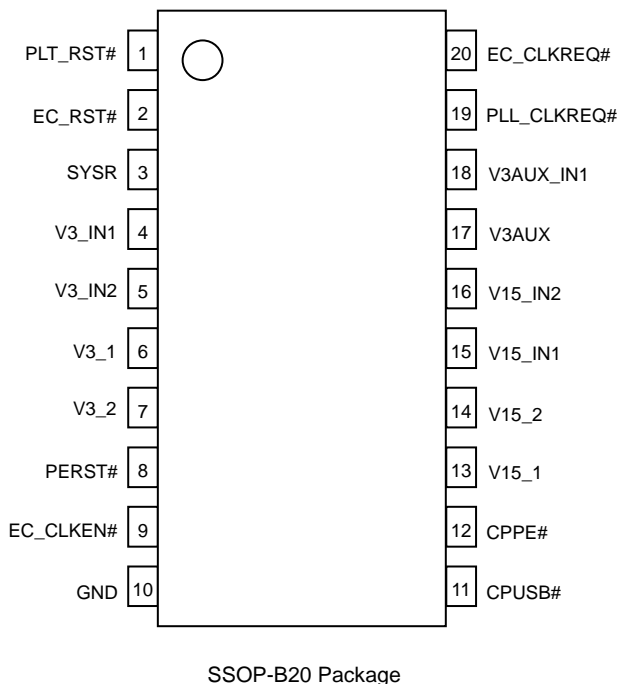 PLT_RST# 1 20 EC_CLKREQ#
EC_RST# 2 19 PLL_CLKREQ#
SYSR 3 18 V3AUX_IN1
V3_IN1 4 17 V3AUX
V3_IN2 5 16 V15_IN2
V3_1 6 15 V15_IN1
V3_2 7 14 V15_2
PERST# 8 13 V15_1
EC_CLKEN# 9 12 CPPE#
GND 10 11 CPUSB#
SSOP-B20 Package